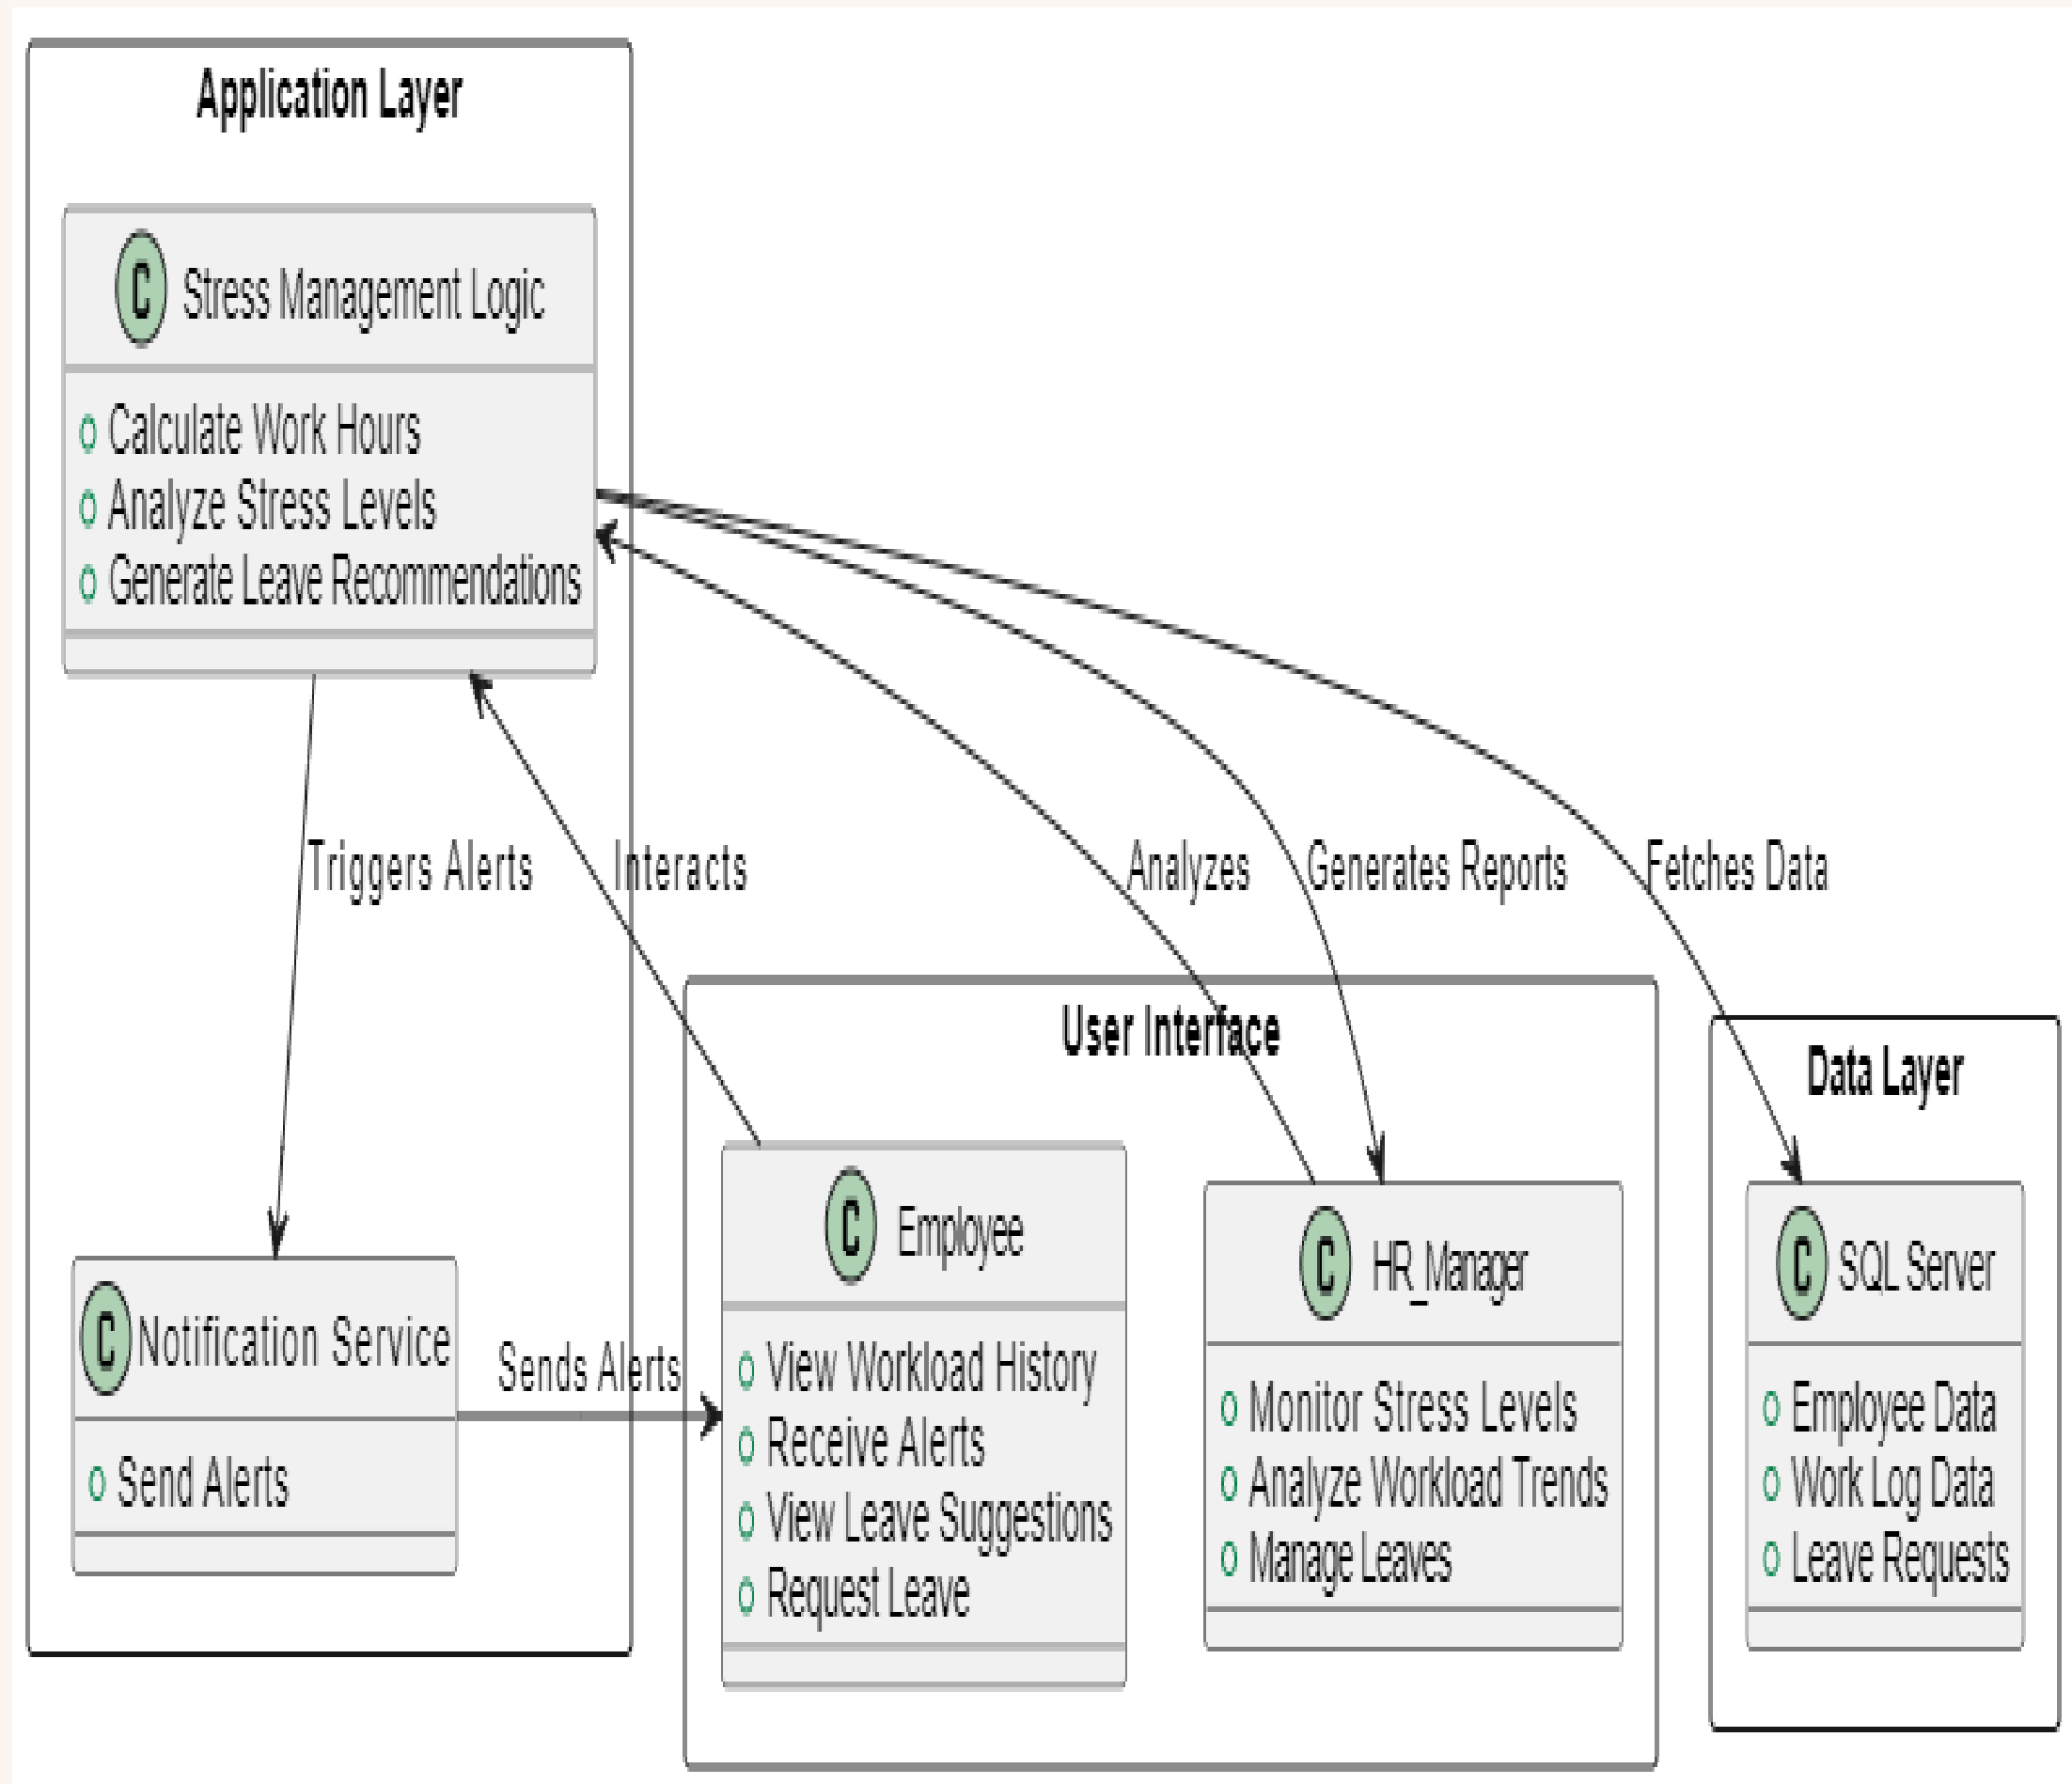 Application Layer
C Stress Management Logic
Calculate Work Hours
Analyze Stress Levels
Generate Leave Recommendations
Triggers Alerts
Interacts
Analyzes
Generates Reports
Fetches Data
C Notification Service
Send Alerts
Sends Alerts
User Interface
C Employee
View Workload History
Receive Alerts
View Leave Suggestions
Request Leave
C HR_Manager
Monitor Stress Levels
Analyze Workload Trends
Manage Leaves
Data Layer
C SQL Server
Employee Data
Work Log Data
Leave Requests